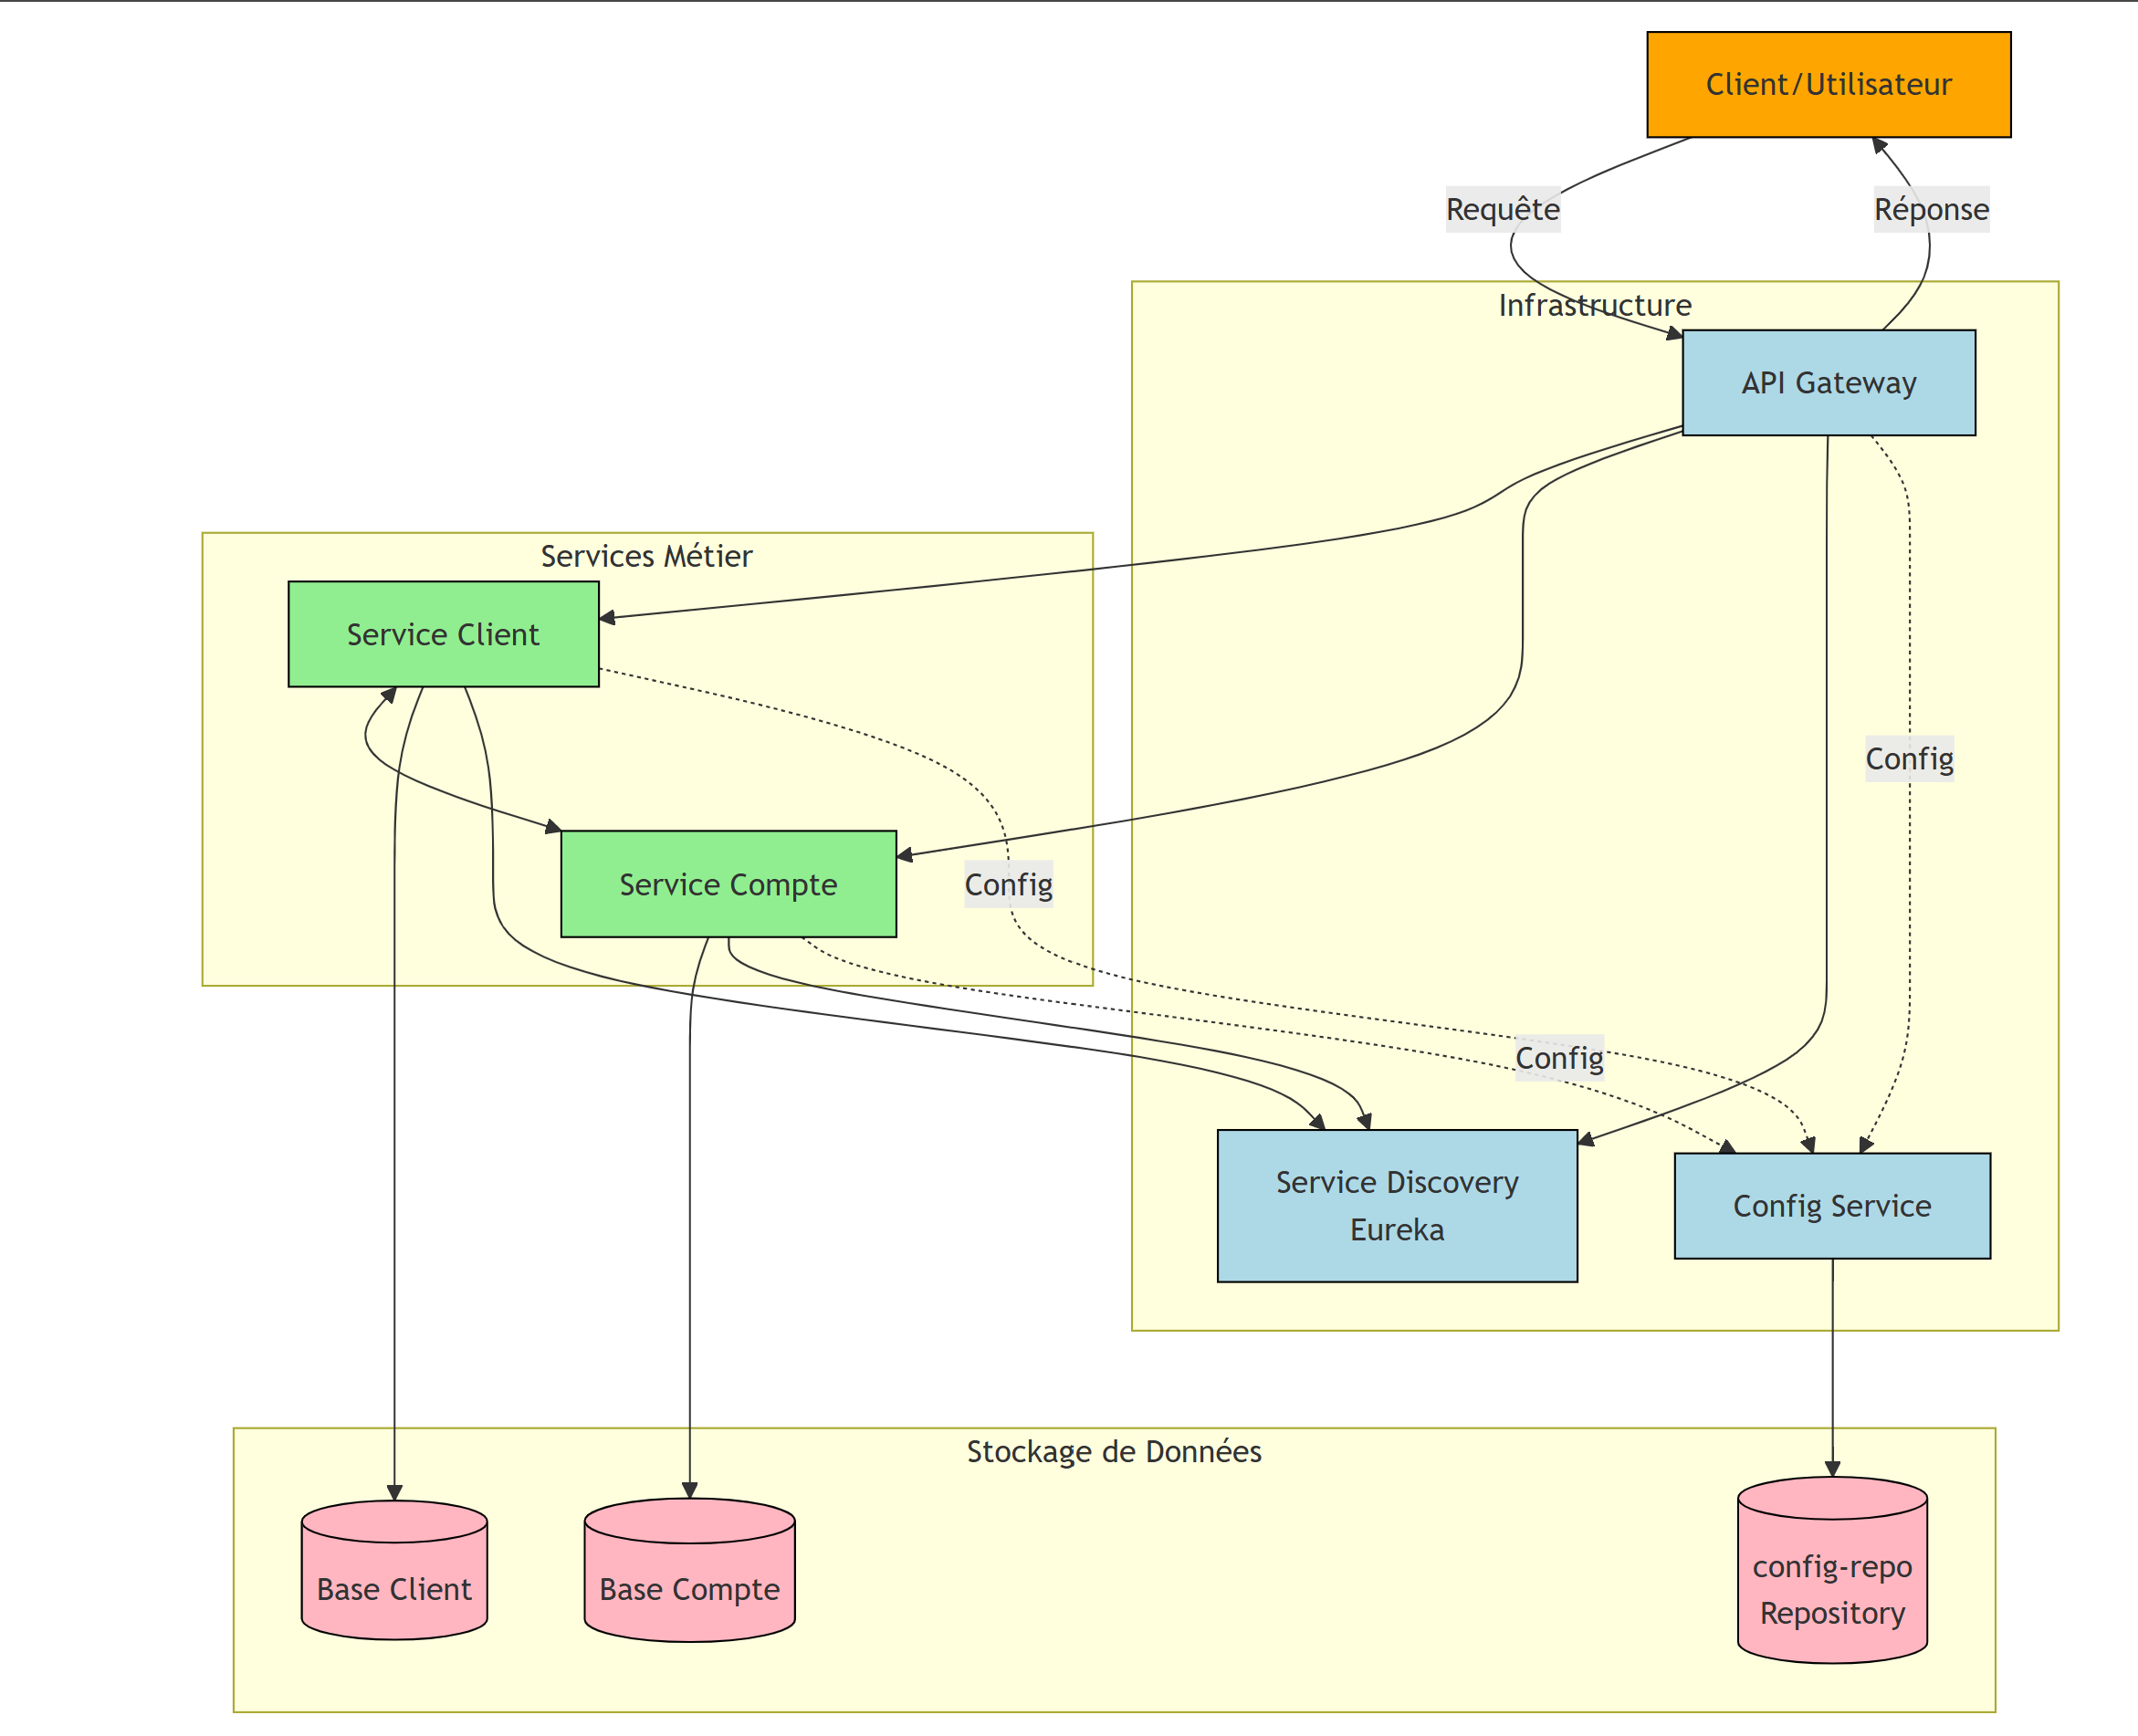 Client/Utilisateur
Requête
Réponse
Infrastructure
API Gateway
Services Métier
Service Client
Config
Service Compte
Config
Config
Service Discovery
Eureka
Config Service
Stockage de Données
Base Client
Base Compte
config-repo
Repository